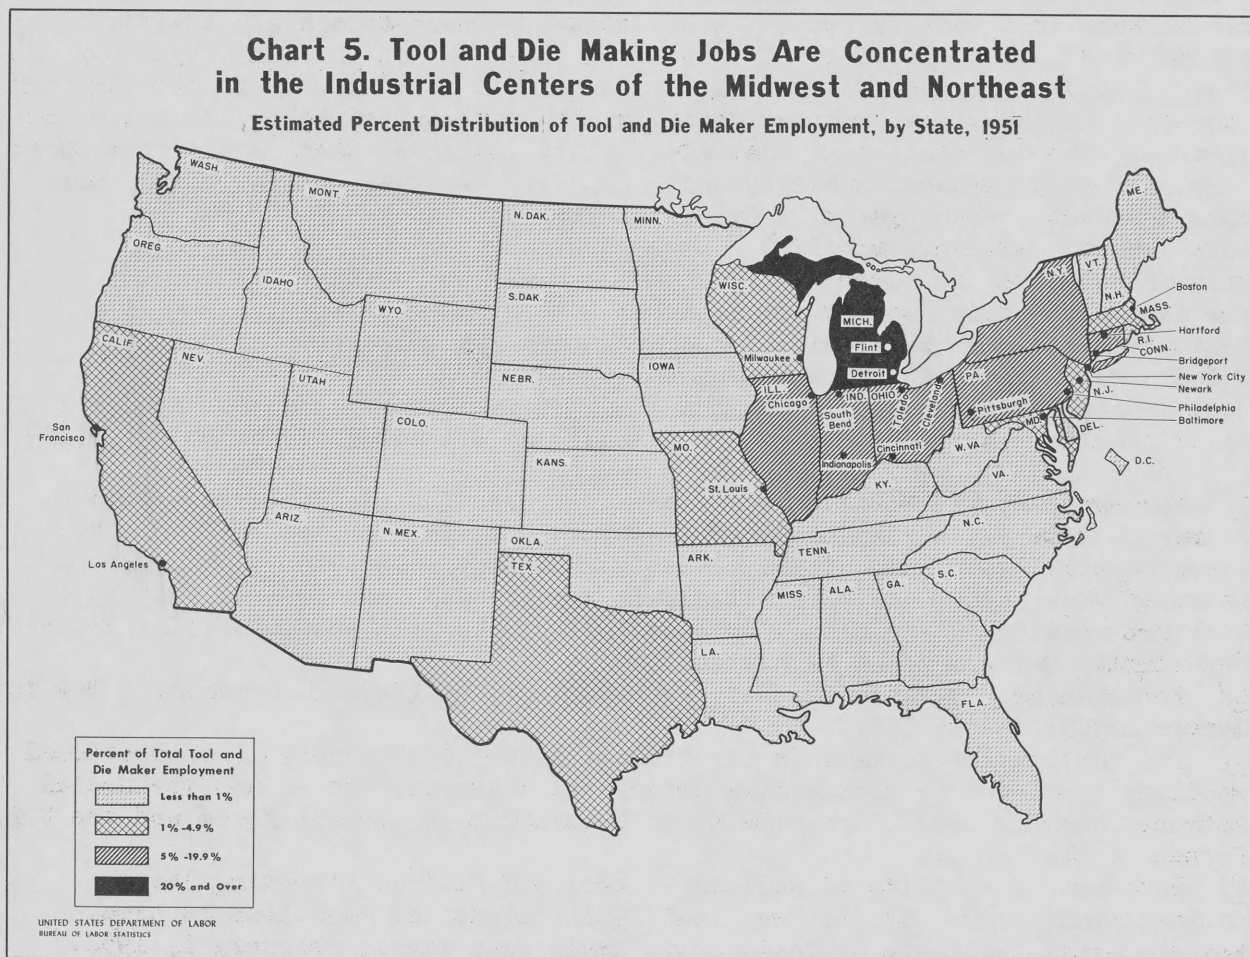 Chart 5. Tool and Die Making Jobs Are Concentrated
in the Industrial Centers of the Midwest and Northeast
Estimated Percent Distribution of Tool and Die Maker Employment, by State, 1951
WASH.
MONT.
N. DAK.
MINN.
ME.
OREG.
IDAHO
S. DAK.
WISC.
N.Y.
VT.
N.H.
Boston
MASS.
WYO.
MICH.
Flint
Detroit
Hartford
R.I.
CONN.
Bridgeport
CALIF.
NEV.
UTAH
NEBR.
IOWA
Milwaukee
ILL.
Chicago
IND.
OHIO
Toledo
Cleveland
PA.
Pittsburgh
New York City
Newark
N.J.
Philadelphia
Baltimore
San
Francisco
COLO.
KANS.
MO.
St. Louis
South
Bend
Indianapolis
Cincinnati
W. VA.
MD.
DEL.
D.C.
KY.
VA.
Los Angeles
ARIZ.
N. MEX.
OKLA.
TEX.
ARK.
TENN.
N.C.
S.C.
MISS.
ALA.
GA.
LA.
FLA.
Percent of Total Tool and
Die Maker Employment
Less than 1%
1% -4.9%
5% -19.9%
20% and Over
UNITED STATES DEPARTMENT OF LABOR
BUREAU OF LABOR STATISTICS